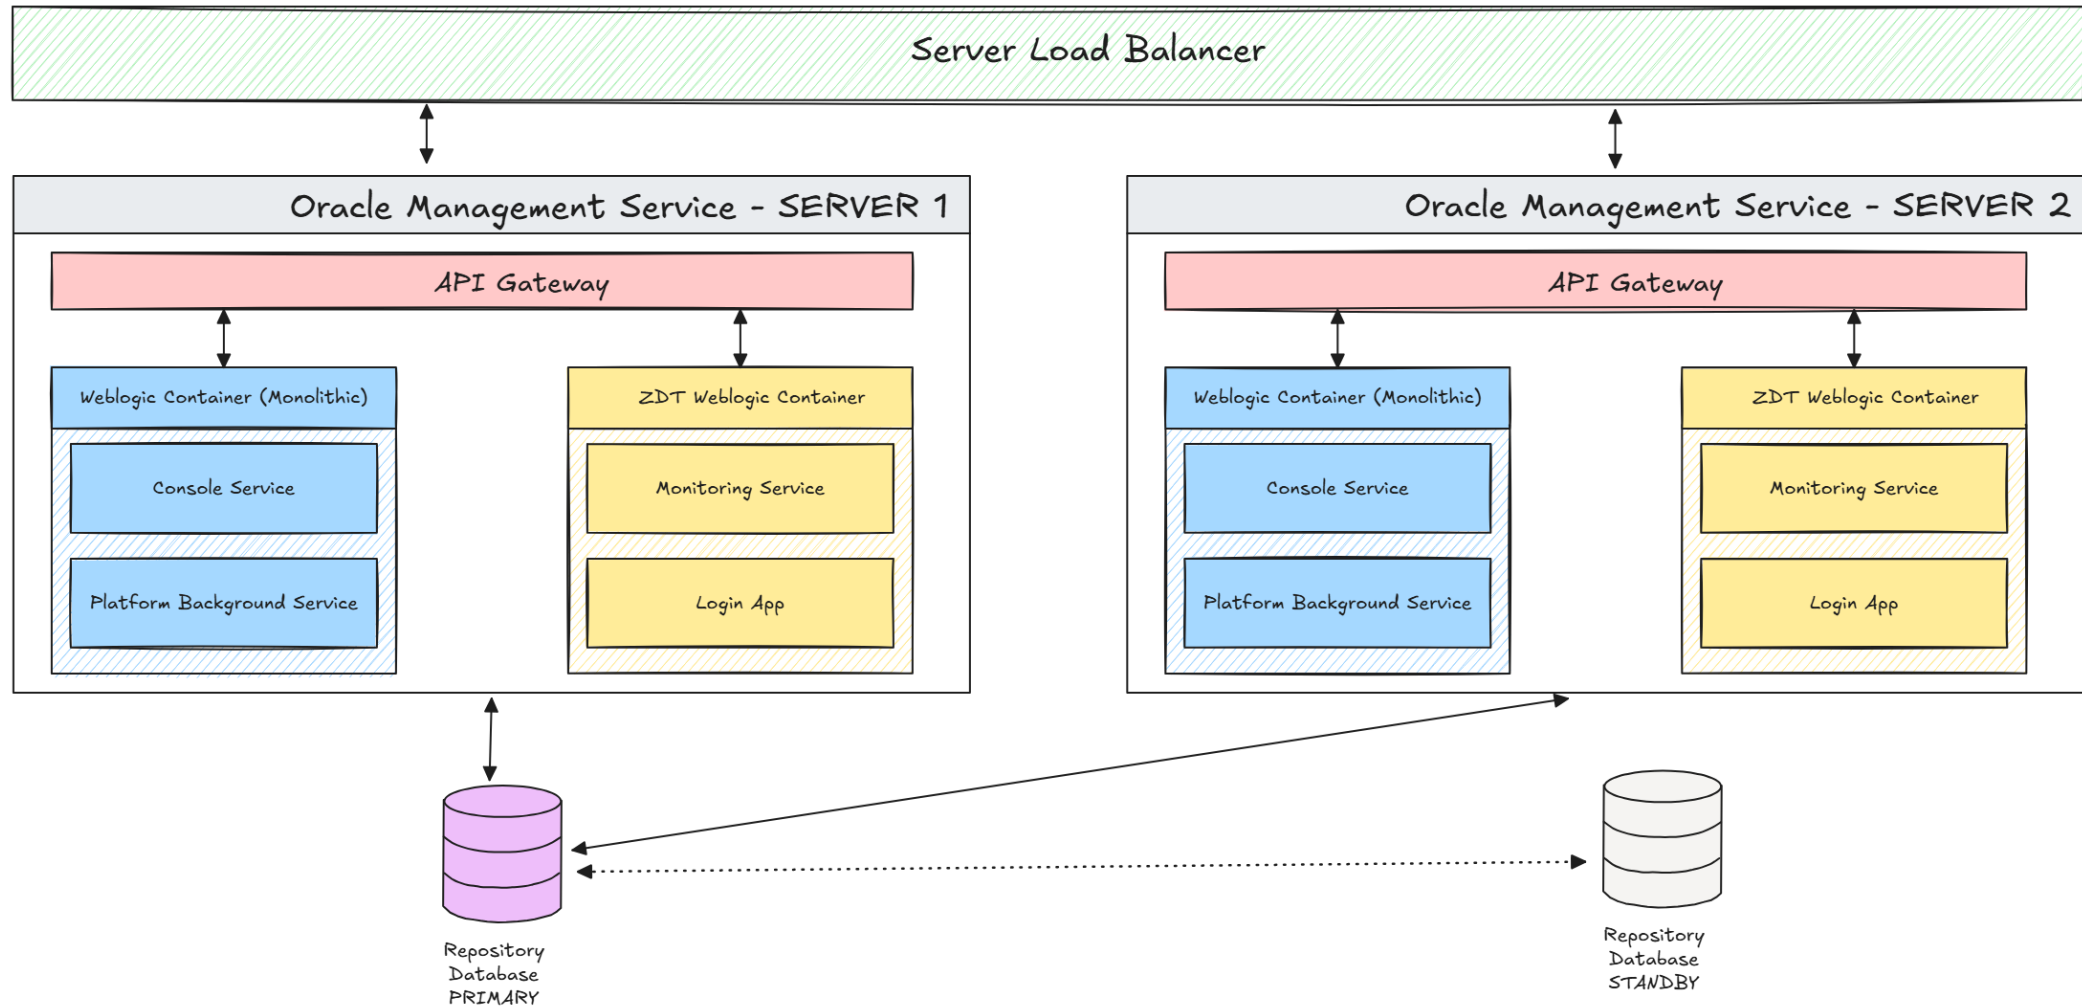 Server Load Balancer
Oracle Management Service - SERVER 1
Oracle Management Service - SERVER 2
API Gateway
API Gateway
Weblogic Container (Monolithic)
ZDT Weblogic Container
Weblogic Container (Monolithic)
ZDT Weblogic Container
Console Service
Monitoring Service
Console Service
Monitoring Service
Platform Background Service
Login App
Platform Background Service
Login App
Repository
Database
PRIMARY
Repository
Database
STANDBY